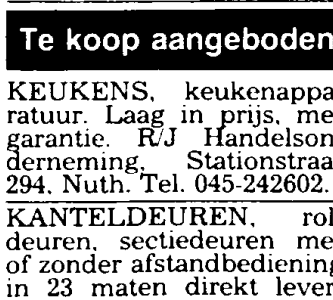 Te koop aangeboden
KEUKENS, keukenappa
ratuur. Laag in prijs, me
garantie. R/J Handelson
derneming, Stationstraa
294, Nuth. Tel. 045-242602.
KANTELDEUREN, rol
deuren, sectiedeuren me
of zonder afstandbediening
in 23 maten direkt lever